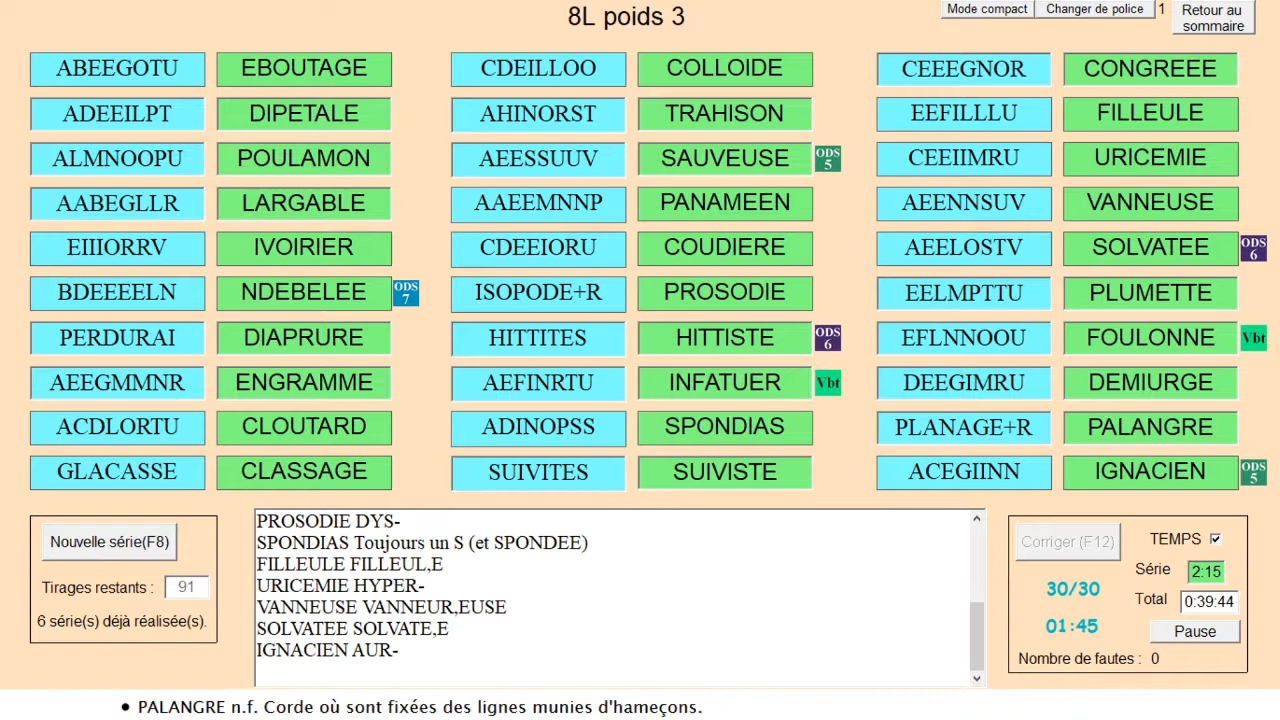 8L poids 3
Mode compact Changer de police 1 Retour au sommaire
ABEEGOTU EBOUTAGE CDEILLOO COLLOIDE CEEEGNOR CONGREEE
ADEEILPT DIPETALE AHINORST TRAHISON EEFILLLU FILLEULE
ALMNOOPU POULAMON AEESSUUV SAUVEUSE ODS 5 CEEIIMRU URICEMIE
AABEGLLR LARGABLE AAEEMNNP PANAMEEN AEENNSUV VANNEUSE
EIIIORRV IVOIRIER CDEEIORU COUDIERE AEELOSTV SOLVATEE ODS 6
BDEEEELN NDEBELEE ODS 7 ISOPODE+R PROSODIE EELMPTTU PLUMETTE
PERDURAI DIAPRURE HITTITES HITTISTE ODS 6 EFLNNOOU FOULONNE Vbt
AEEGMMNR ENGRAMME AEFINRTU INFATUER Vbt DEEGIMRU DEMIURGE
ACDLORTU CLOUTARD ADINOPSS SPONDIAS PLANAGE+R PALANGRE
GLACASSE CLASSAGE SUIVITES SUIVISTE ACEGIINN IGNACIEN ODS 5
Nouvelle série(F8)
Tirages restants : 91
6 série(s) déjà réalisée(s).
PROSODIE DYS-
SPONDIAS Toujours un S (et SPONDEE)
FILLEULE FILLEUL,E
URICEMIE HYPER-
VANNEUSE VANNEUR,EUSE
SOLVATEE SOLVATE,E
IGNACIEN AUR-
Corriger (F12) TEMPS
Série 2:15
30/30
Total 0:39:44
01:45
Pause
Nombre de fautes : 0
• PALANGRE n.f. Corde où sont fixées des lignes munies d'hameçons.